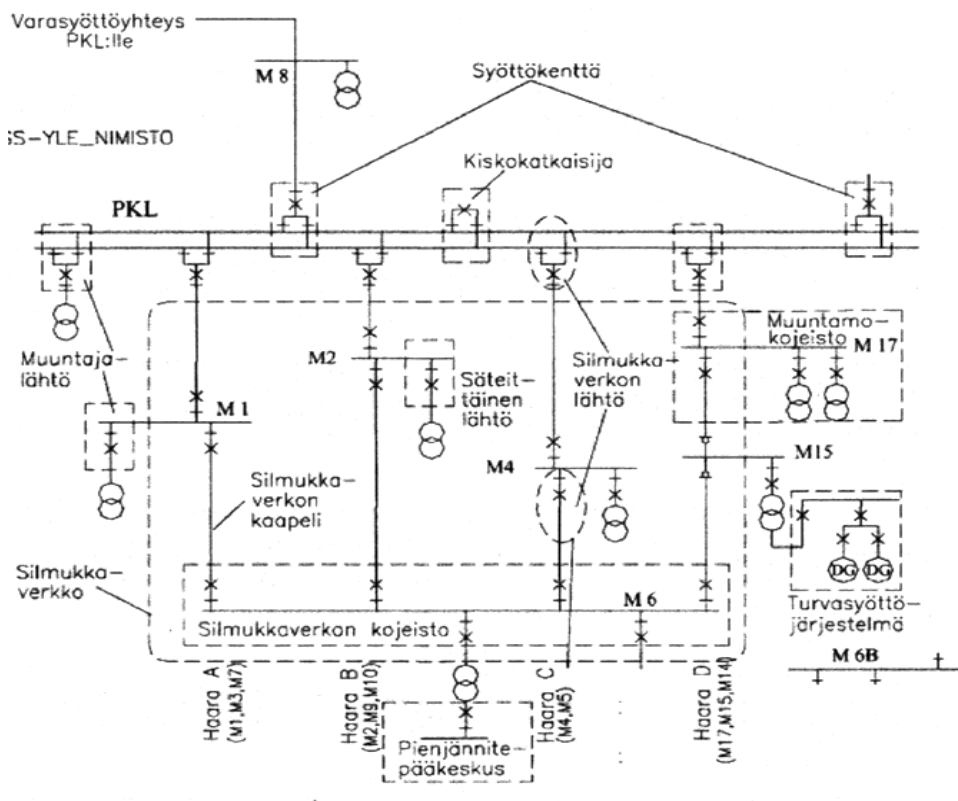 Varasyöttöyhteys
PKL:lle
M 8
Syöttökenttä
SS-YLE_NIMISTO
Kiskokatkaisija
PKL
Muuntaja-
lähtö
M 1
M2
Säteit-
täinen
lähtö
Silmukka-
verkon
lähtö
Muuntamo-
kojeisto
M 17
M4
M15
Silmukka-
verkon
kaapeli
Silmukka-
verkko
DG DG
Turvasyöttö-
järjestelmä
M 6
Silmukkaverkon kojeisto
M 6B
Haara A
(M1,M3,M7)
Haara B
(M2,M9,M10)
Haara C
(M4,M5)
Haara D
(M17,M15,M14)
Pienjännite-
pääkeskus